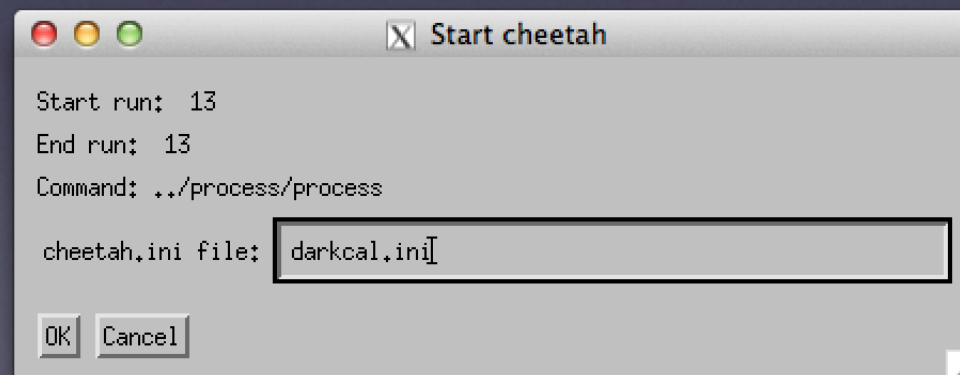 Start cheetah
Start run: 13
End run: 13
Command: ../process/process
cheetah.ini file: darkcal.ini
OK Cancel